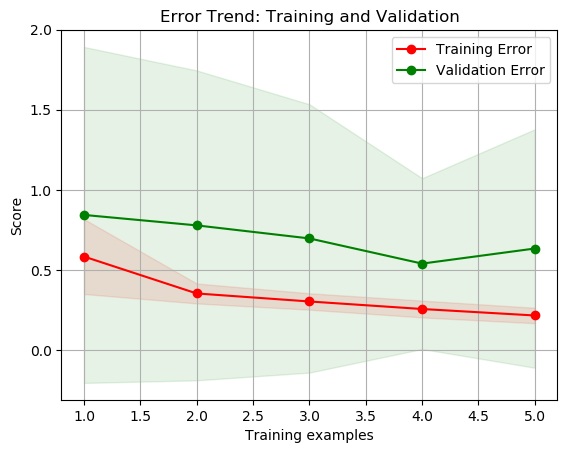 Error Trend: Training and Validation
Training Error
Validation Error
2.0
1.5
1.0
0.5
0.0
Score
1.0 1.5 2.0 2.5 3.0 3.5 4.0 4.5 5.0
Training examples